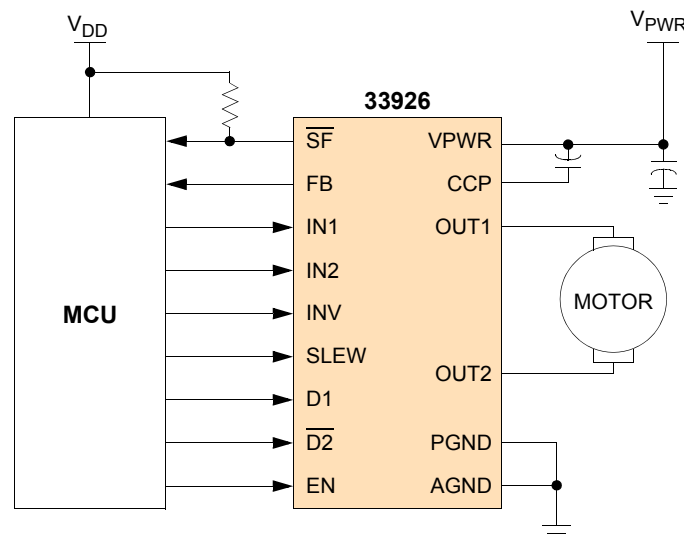 VDD
VPWR
33926
SF VPWR
FB CCP
IN1 OUT1
IN2
INV
MCU
MOTOR
SLEW
OUT2
D1
D2 PGND
EN AGND